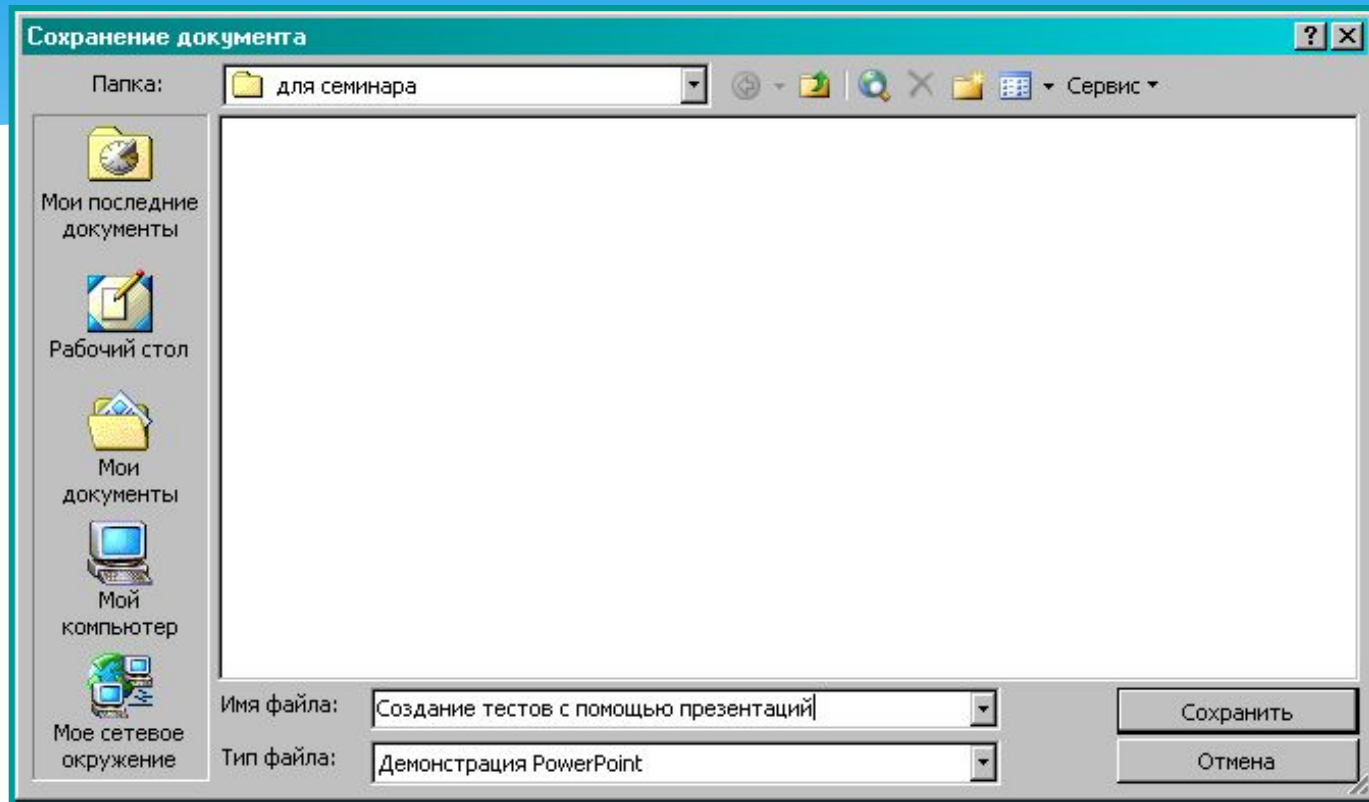 Сохранение документа
Папка:
для семинара
Сервис
Мои последние
документы
Рабочий стол
Мои
документы
Мой
компьютер
Мое сетевое
окружение
Имя файла:
Создание тестов с помощью презентаций
Сохранить
Тип файла:
Демонстрация PowerPoint
Отмена